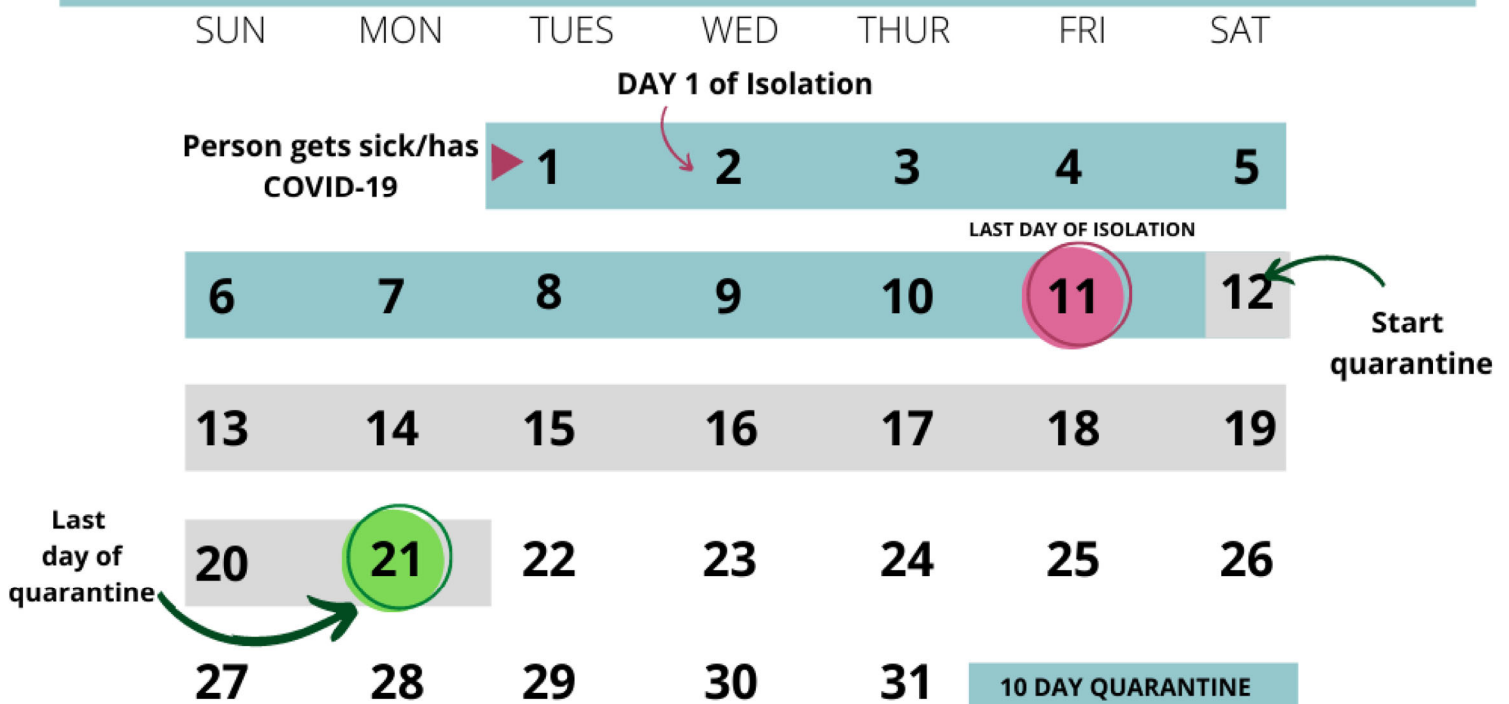 SUN MON TUES WED THUR FRI SAT
DAY 1 of Isolation
Person gets sick/has
COVID-19
1 2 3 4 5
LAST DAY OF ISOLATION
6 7 8 9 10 11 12
Start
quarantine
13 14 15 16 17 18 19
Last
day of
quarantine
20 21 22 23 24 25 26
27 28 29 30 31
10 DAY QUARANTINE